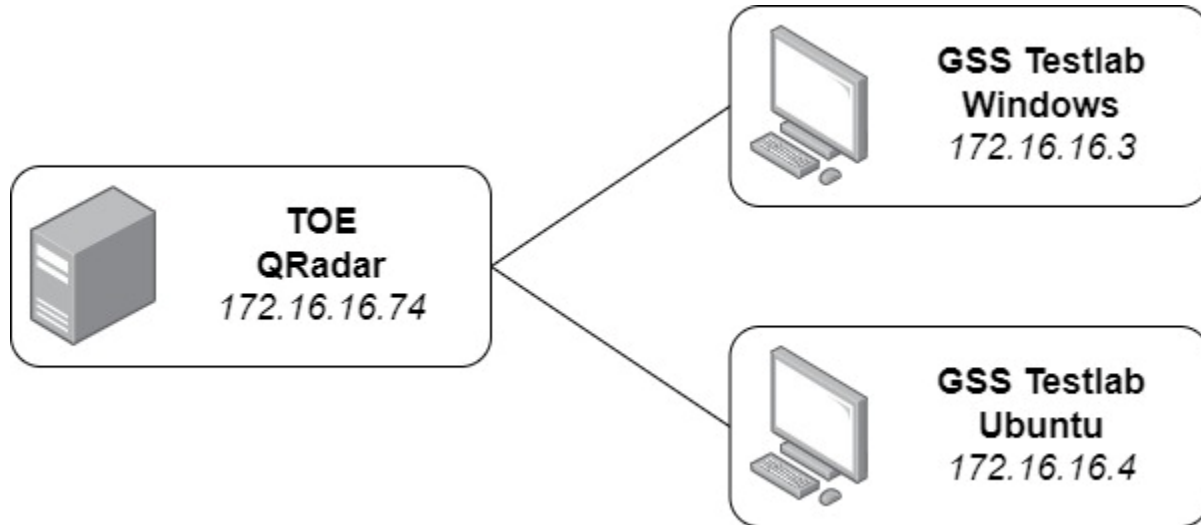 TOE
QRadar
172.16.16.74
GSS Testlab
Windows
172.16.16.3
GSS Testlab
Ubuntu
172.16.16.4